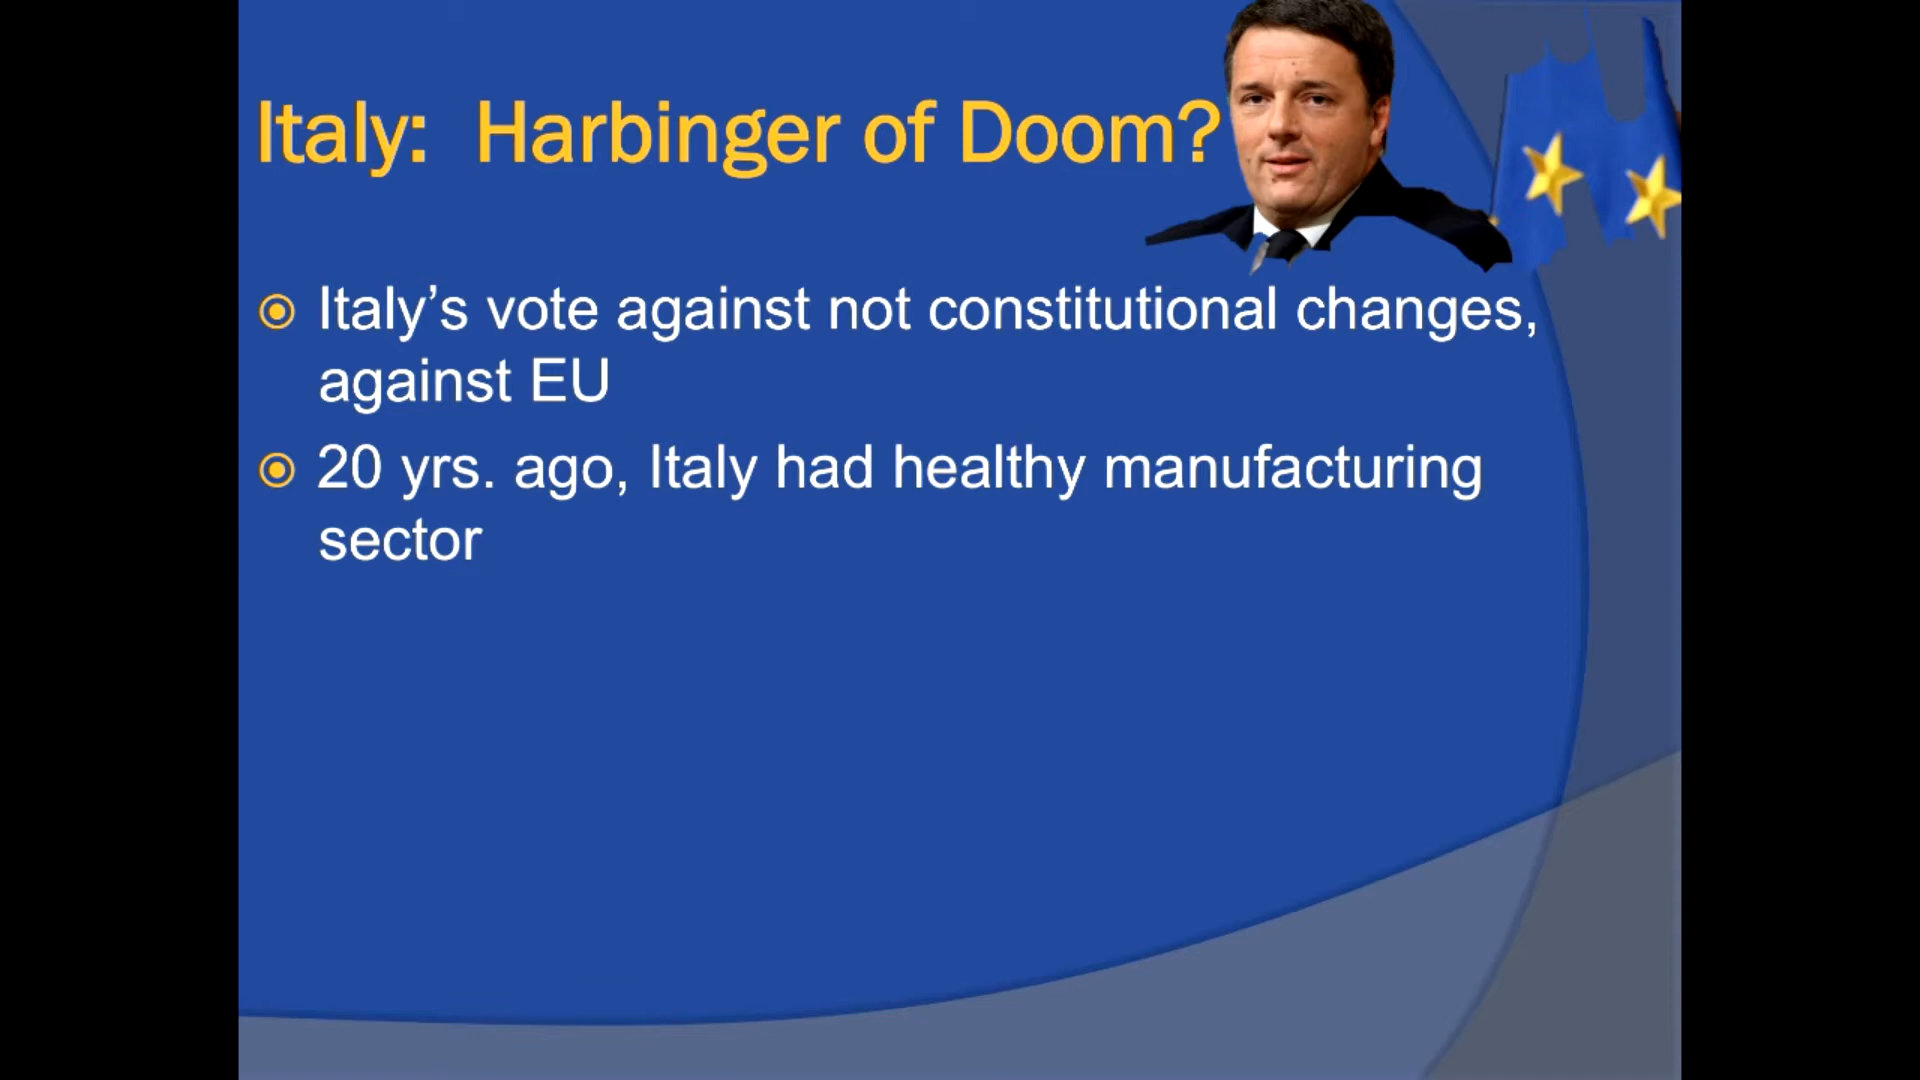 Italy: Harbinger of Doom?
Italy’s vote against not constitutional changes,
against EU
20 yrs. ago, Italy had healthy manufacturing
sector